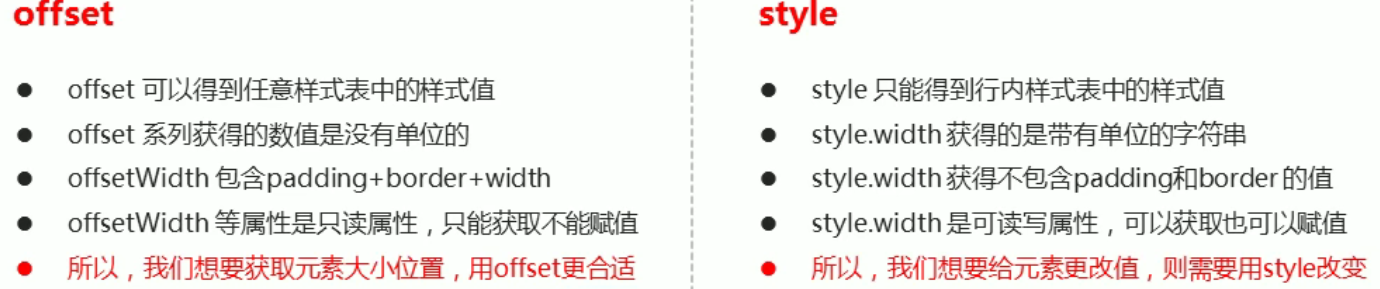 offset
● offset 可以得到任意样式表中的样式值
● offset 系列获得的数值是没有单位的
● offsetWidth 包含padding+border+width
● offsetWidth 等属性是只读属性，只能获取不能赋值
● 所以，我们想要获取元素大小位置，用offset更合适
style
● style 只能得到行内样式表中的样式值
● style.width 获得的是带有单位的字符串
● style.width 获得不包含padding和border 的值
● style.width 是可读写属性，可以获取也可以赋值
● 所以，我们想要给元素更改值，则需要用style改变